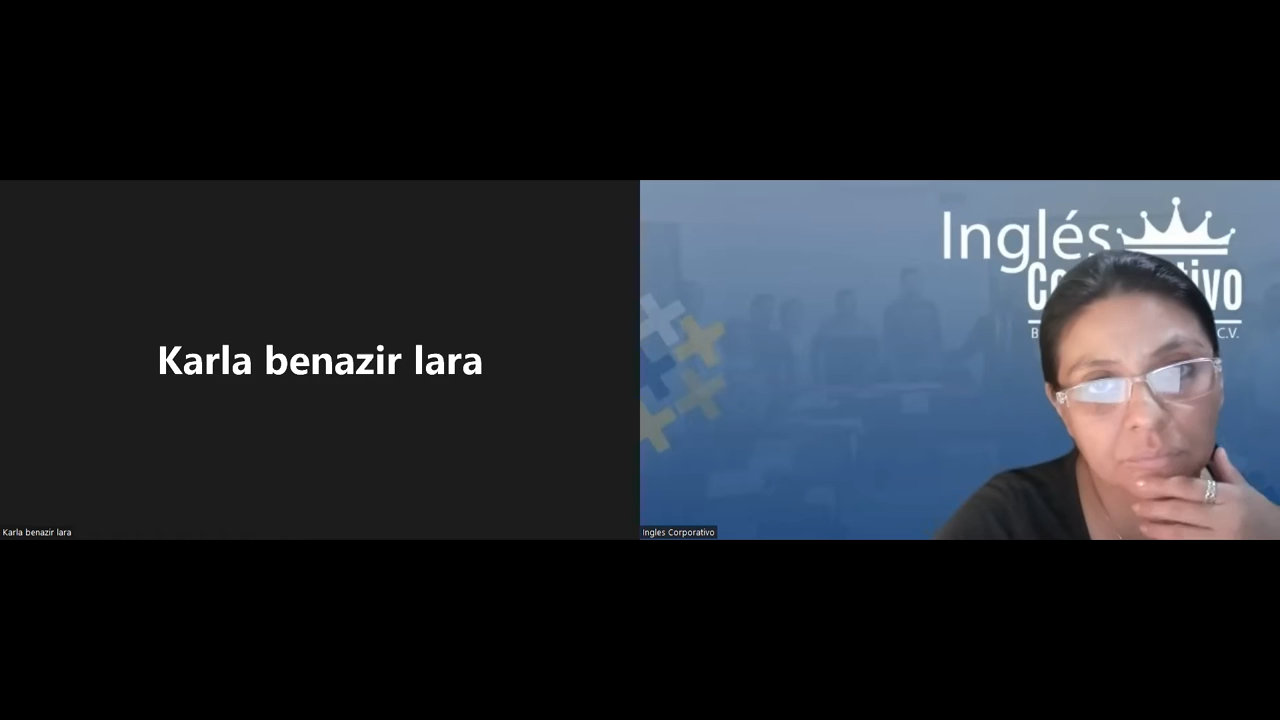 Karla benazir lara
Karla benazir lara
Inglés
C.V.
Ingles Corporativo